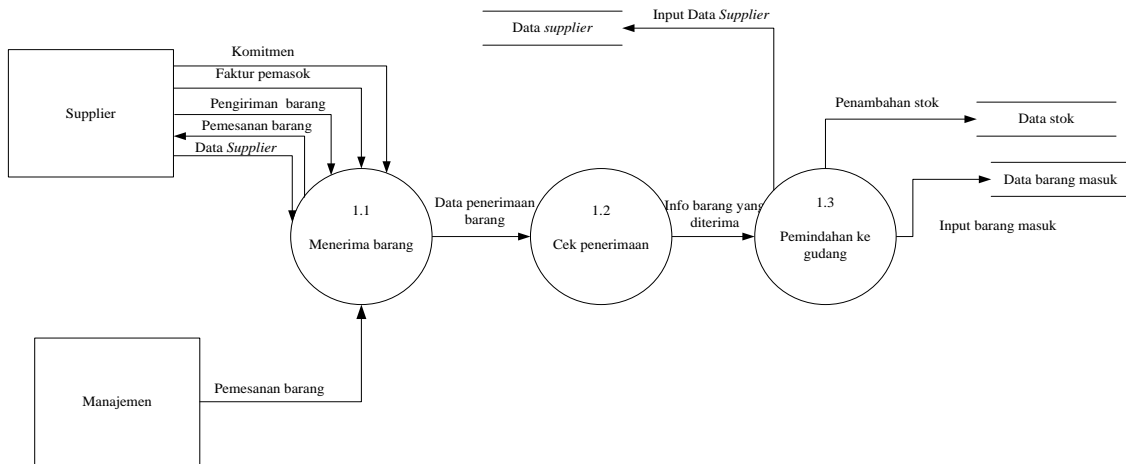 Input Data Supplier
Data supplier
Komitmen
Faktur pemasok
Pengiriman barang
Pemesanan barang
Data Supplier
Supplier
Penambahan stok
Data stok
Data barang masuk
1.1
Menerima barang
Data penerimaan
barang
1.2
Cek penerimaan
Info barang yang
diterima
1.3
Pemindahan ke
gudang
Input barang masuk
Pemesanan barang
Manajemen